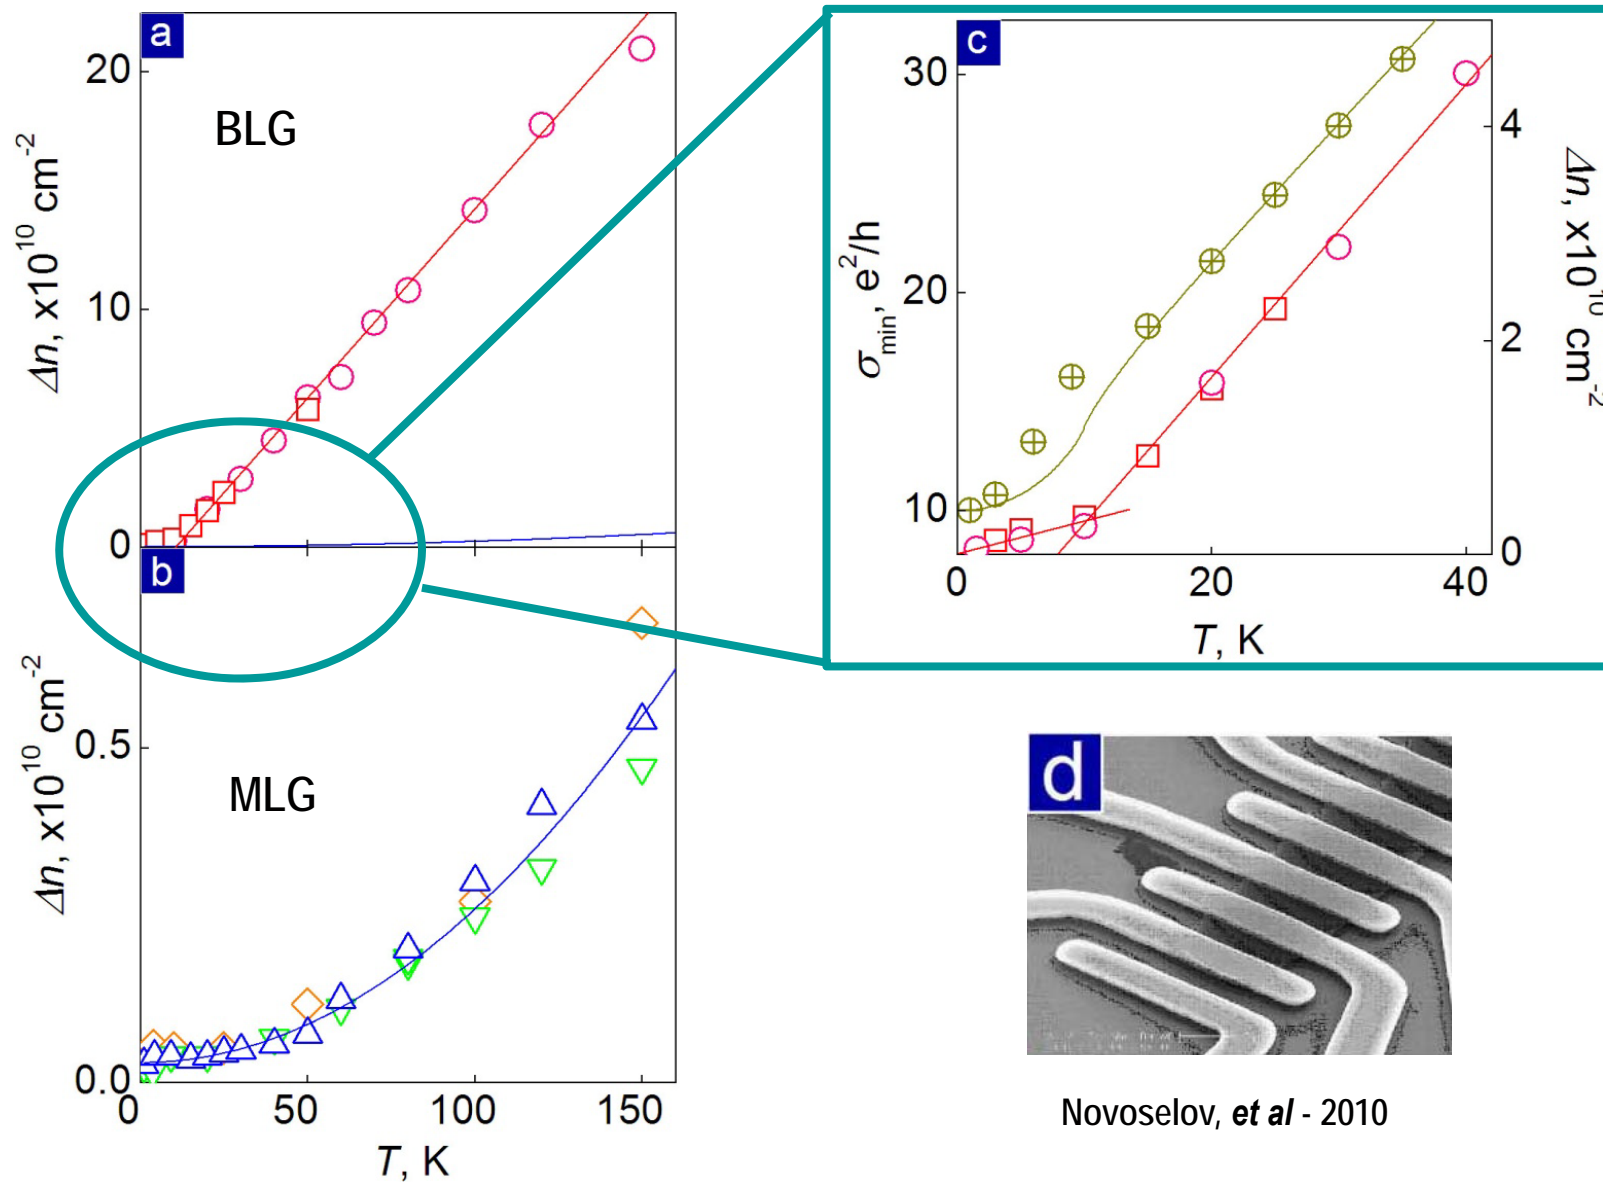 a
20
BLG
10
Δn, x10¹⁰ cm⁻²
0
b
0.5
MLG
Δn, x10¹⁰ cm⁻²
0.0
0 50 100 150
T, K
c
30
20
10
σmin, e²/h
4
2
0
Δn, x10¹⁰ cm⁻²
0 20 40
T, K
d
Novoselov, et al - 2010